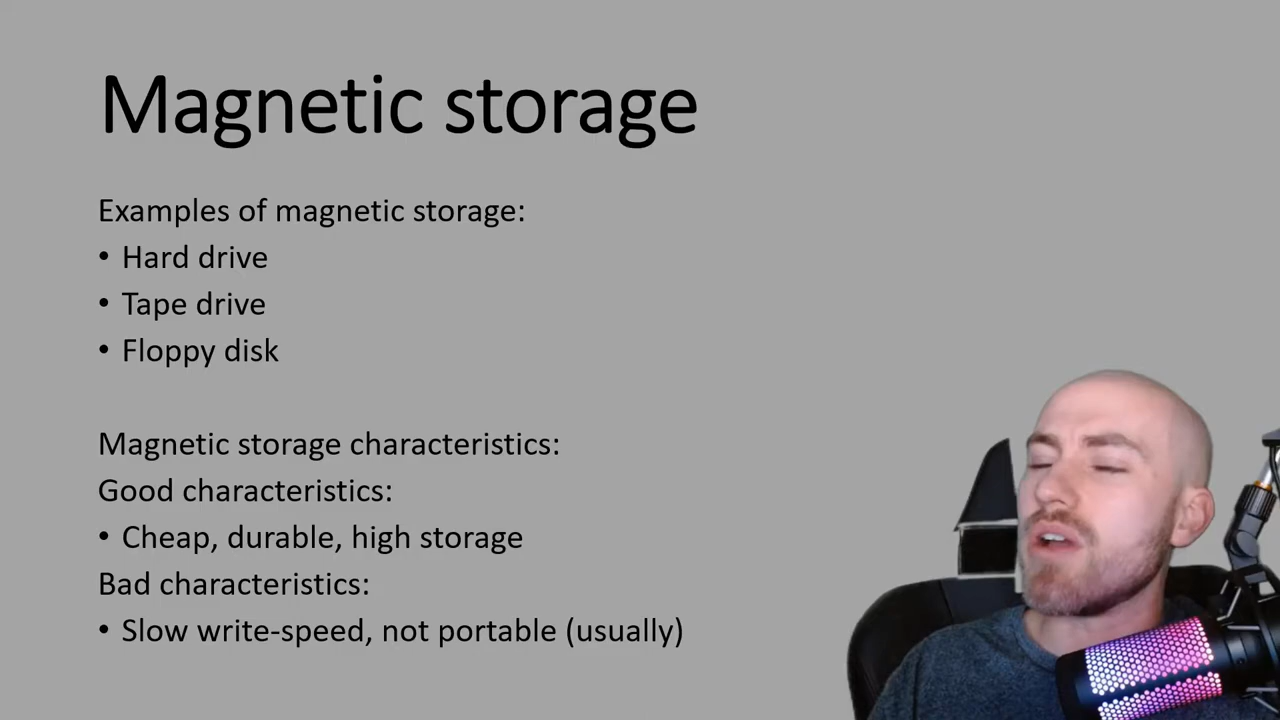 Magnetic storage
Examples of magnetic storage:
• Hard drive
• Tape drive
• Floppy disk
Magnetic storage characteristics:
Good characteristics:
• Cheap, durable, high storage
Bad characteristics:
• Slow write-speed, not portable (usually)